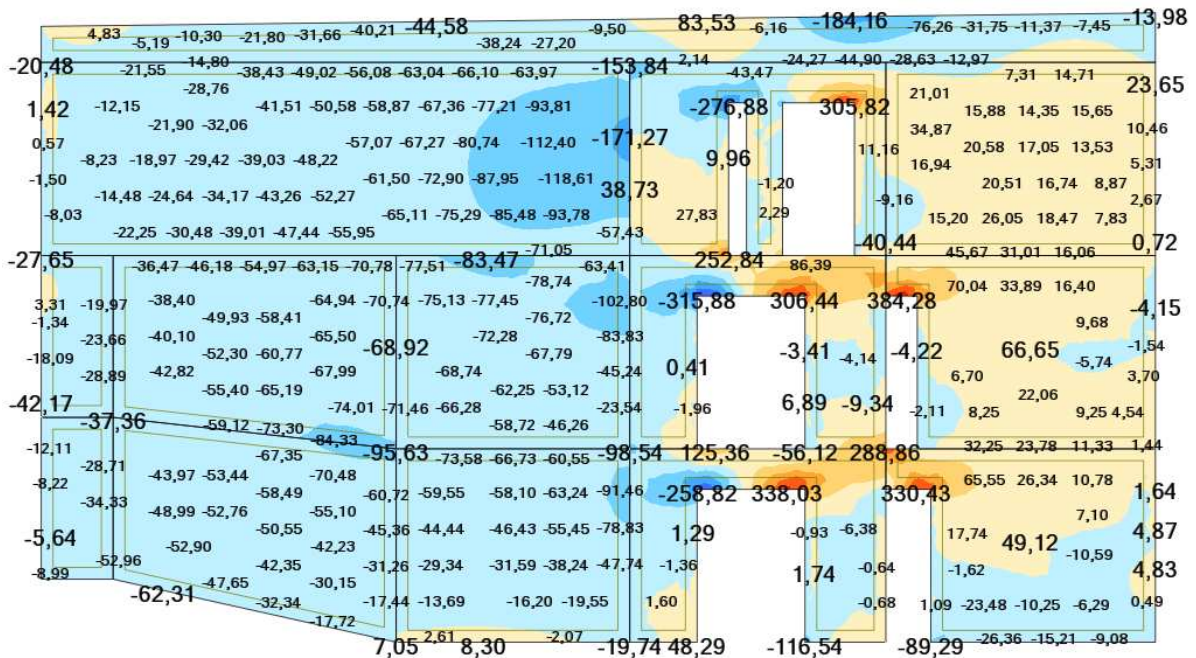 4,83 -5,19 -10,30 -21,80 -31,66 -40,21 -44,58 -38,24 -27,20 -9,50 83,53 -6,16 -184,16 -76,26 -31,75 -11,37 -7,45 -13,98
-20,48 -21,55 14,80 -38,43 -49,02 -56,08 -63,04 -66,10 -63,97 -153,84 2,14 -43,47 -24,27 -44,90 -28,63 -12,97 7,31 14,71 23,65
-28,76 21,01
1,42 -12,15 -41,51 -50,58 -58,87 -67,36 -77,21 -93,81 -276,88 305,82 15,88 14,35 15,65
-21,90 -32,06 34,87 10,46
0,57 -57,07 -67,27 -80,74 -112,40 -171,27 11,16 20,58 17,05 13,53
-8,23 -18,97 -29,42 -39,03 -48,22 9,96 16,94 5,31
-1,50 -61,50 -72,90 -87,95 -118,61 38,73 -1,20 20,51 16,74 8,87
-14,48 -24,64 -34,17 -43,26 -52,27 -9,16 2,67
-8,03 -65,11 -75,29 -85,48 -93,78 27,83 2,29 15,20 26,05 18,47 7,83
-22,25 -30,48 -39,01 -47,44 -55,95 -57,43
-71,05 -40,44 45,67 31,01 16,06 0,72
-27,65 -36,47 -46,18 -54,97 -63,15 -70,78 -77,51 -83,47 -63,41 252,84 86,39
-78,74 70,04 33,89 16,40
3,31 -19,97 -38,40 -64,94 -70,74 -75,13 -77,45 -102,80 -315,88 306,44 384,28 -4,15
-1,34 -49,93 -58,41 -76,72 9,68
-23,66 -40,10 -65,50 -72,28 -83,83
-18,09 -52,30 -60,77 -68,92 -67,79 -3,41 -4,14 -4,22 66,65 -5,74 -1,54
-28,89 -42,82 -67,99 -68,74 -45,24 0,41 6,70 3,70
-55,40 -65,19 -62,25 -53,12 22,06
-42,17 -74,01 -71,46 -66,28 -23,54 -1,96 6,89 -9,34 -2,11 8,25 9,25 4,54
-37,36 -59,12 -73,30 -58,72 -46,26
-84,33 32,25 23,78 11,33 1,44
-12,11 -67,35 -95,63 -73,58 -66,73 -60,55 -98,54 125,36 -56,12 288,86
-28,71 -43,97 -53,44 -70,48 65,55 26,34 10,78
-8,22 -58,49 -60,72 -59,55 -58,10 -63,24 -91,46 -258,82 338,03 330,43 1,64
-34,33 -48,99 -52,76 -55,10 7,10
-5,64 -50,55 -45,36 -44,44 -46,43 -55,45 -78,83 1,29 -0,93 -6,38 17,74 49,12 4,87
-52,90 -42,23 -10,59
-8,99 -52,96 -42,35 -31,26 -29,34 -31,59 -38,24 -47,74 -1,36 1,74 -0,64 -1,62 4,83
-47,65 -30,15
-62,31 -32,34 -17,44 -13,69 -16,20 -19,55 1,60 -0,68 1,09 -23,48 -10,25 -6,29 0,49
-17,72
7,05 2,61 8,30 -2,07 -19,74 48,29 -116,54 -89,29 -26,36 -15,21 -9,08